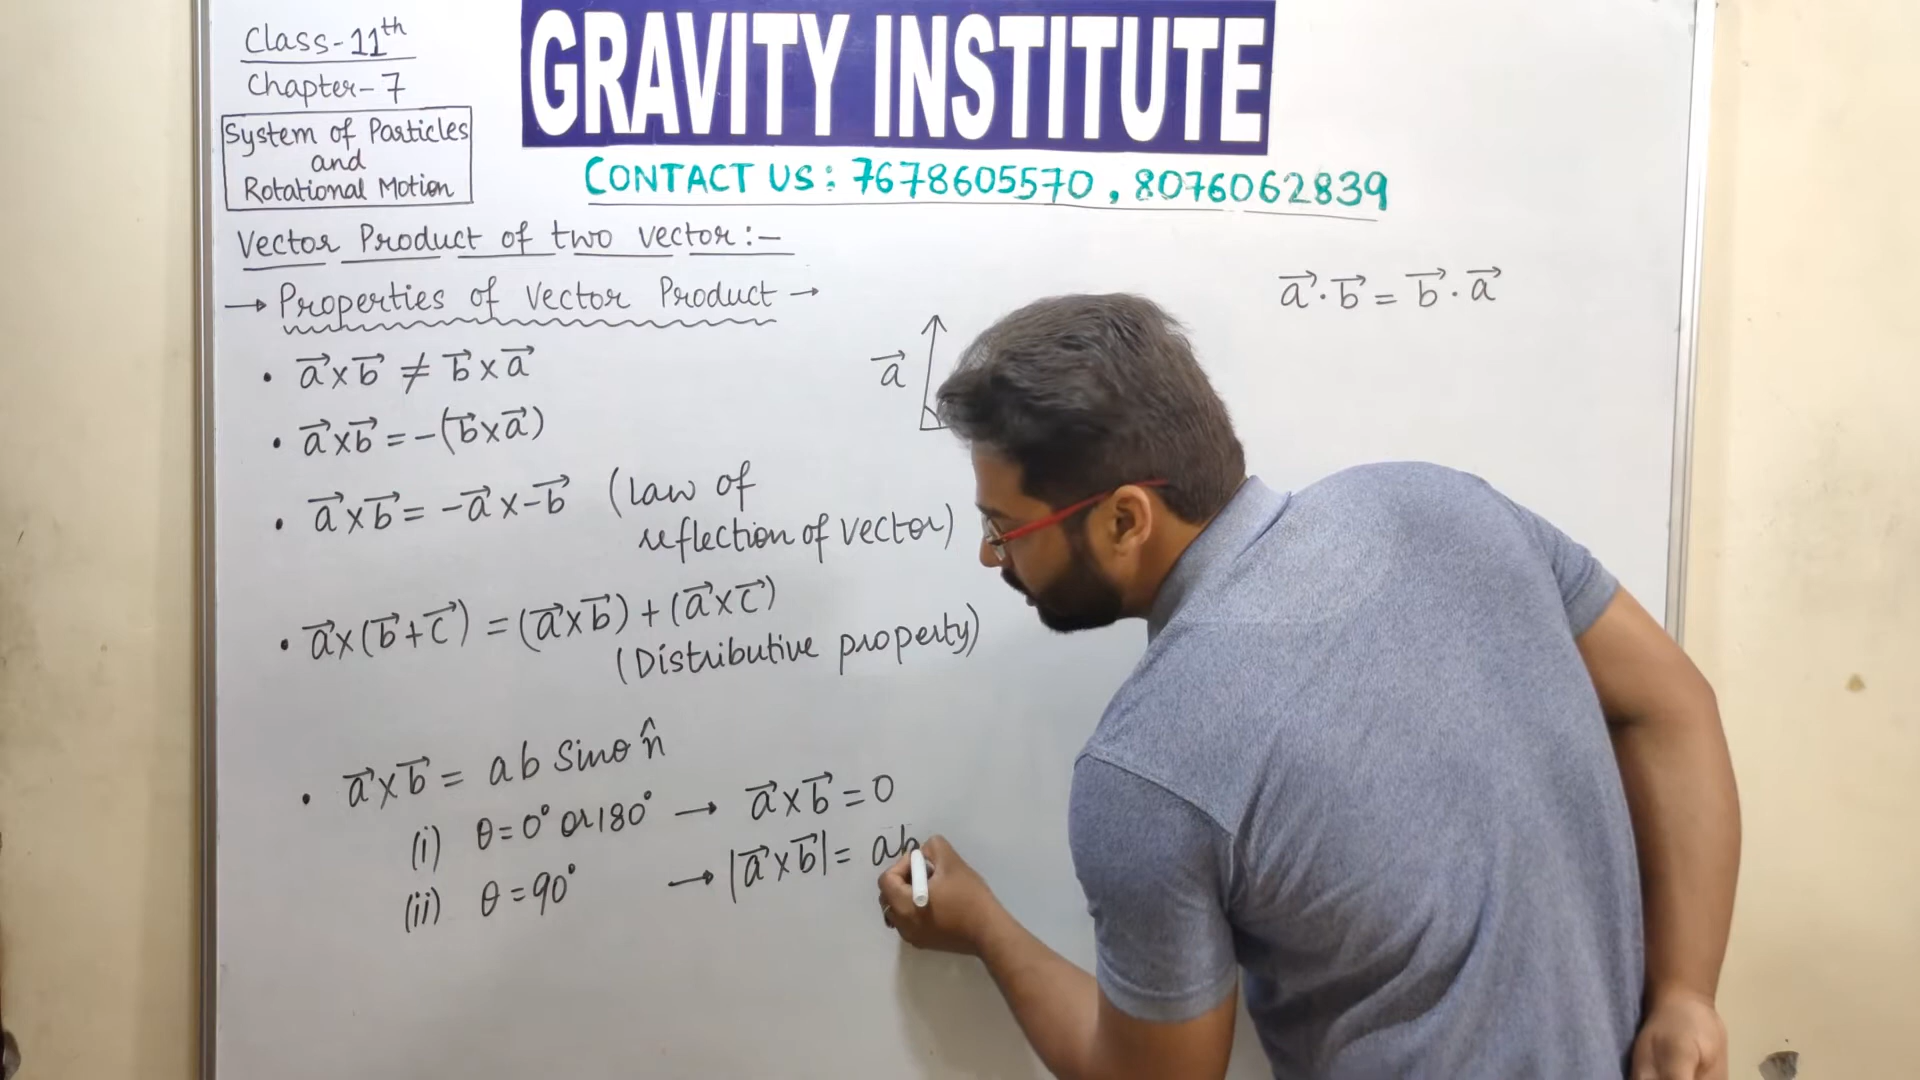 Class-11th
Chapter-7
System of Particles
and
Rotational Motion
GRAVITY INSTITUTE
CONTACT US: 7678605570, 8076062839
Vector Product of two vector:-
→ Properties of Vector Product →
a⃗ · b⃗ = b⃗ · a⃗
a⃗
• a⃗ × b⃗ ≠ b⃗ × a⃗
• a⃗ × b⃗ = -(b⃗ × a⃗)
• a⃗ × b⃗ = -a⃗ × -b⃗ (law of
reflection of vector)
• a⃗ × (b⃗ + c⃗) = (a⃗ × b⃗) + (a⃗ × c⃗)
(Distributive property)
• a⃗ × b⃗ = ab Sinθ n̂
(i) θ = 0° or 180° → a⃗ × b⃗ = 0
(ii) θ = 90° → |a⃗ × b⃗| = ab